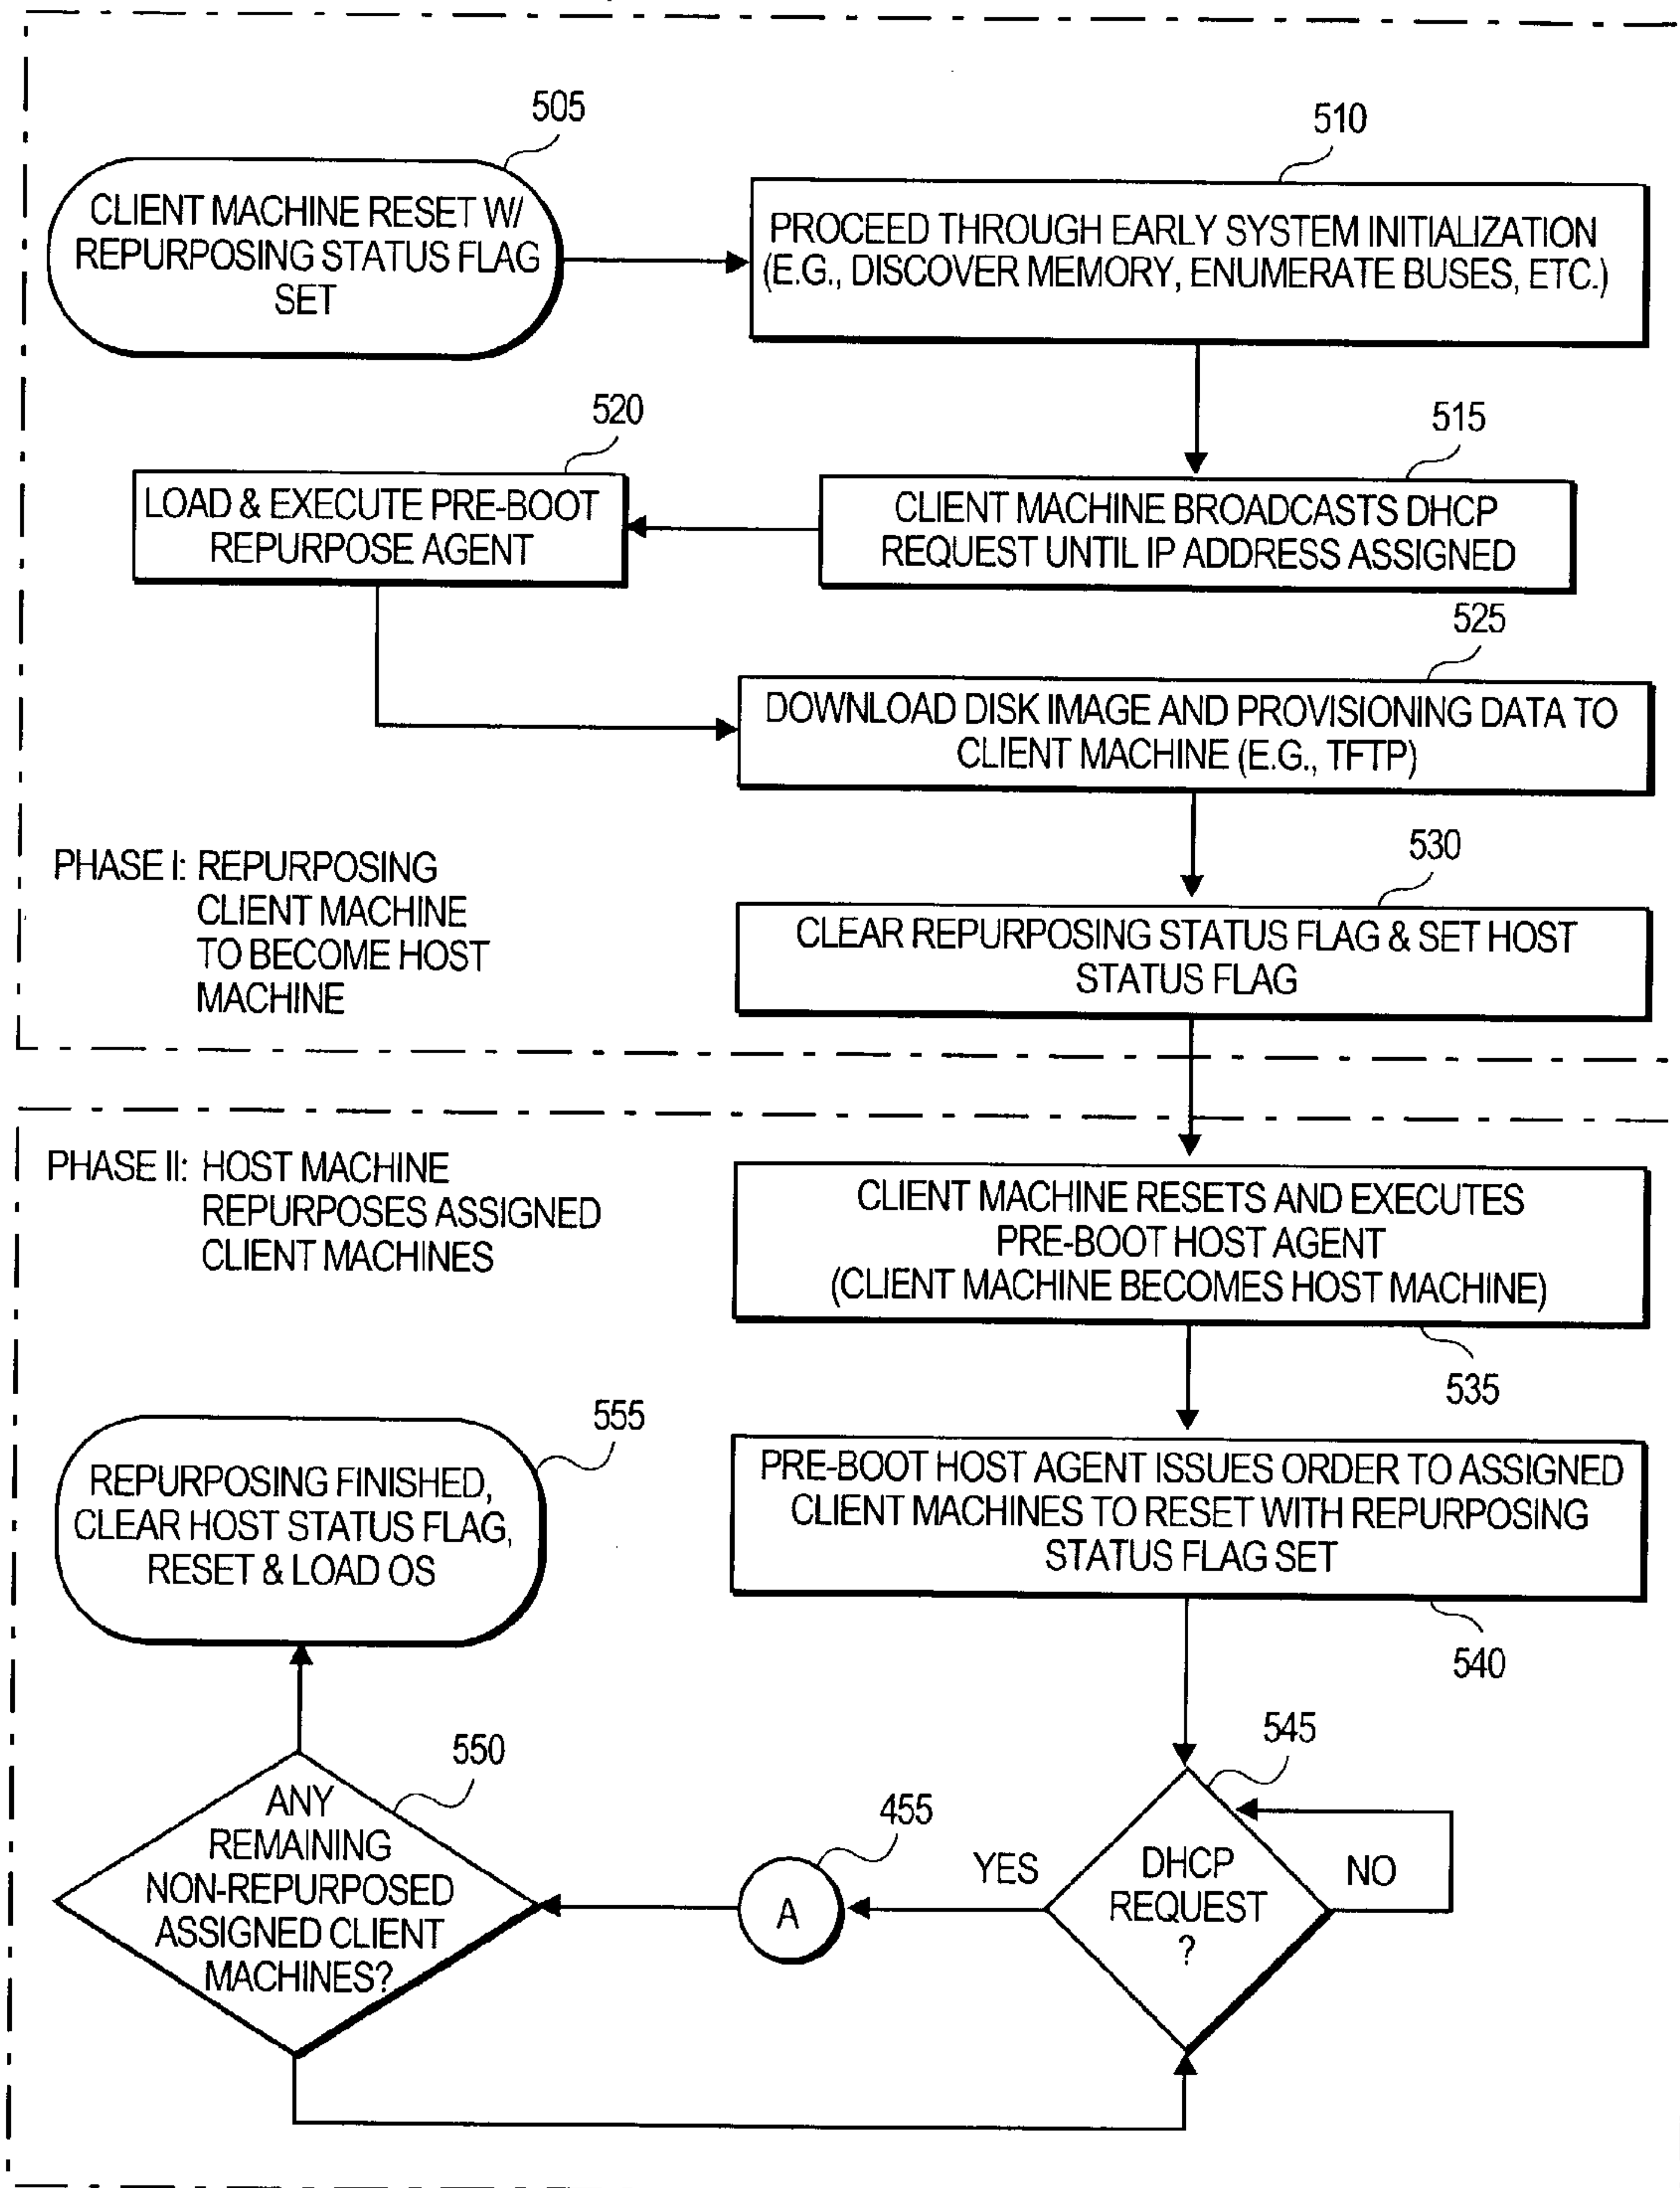 505
CLIENT MACHINE RESET W/
REPURPOSING STATUS FLAG
SET
510
PROCEED THROUGH EARLY SYSTEM INITIALIZATION
(E.G., DISCOVER MEMORY, ENUMERATE BUSES, ETC.)
520
LOAD & EXECUTE PRE-BOOT
REPURPOSE AGENT
515
CLIENT MACHINE BROADCASTS DHCP
REQUEST UNTIL IP ADDRESS ASSIGNED
525
DOWNLOAD DISK IMAGE AND PROVISIONING DATA TO
CLIENT MACHINE (E.G., TFTP)
PHASE I: REPURPOSING
CLIENT MACHINE
TO BECOME HOST
MACHINE
530
CLEAR REPURPOSING STATUS FLAG & SET HOST
STATUS FLAG
PHASE II: HOST MACHINE
REPURPOSES ASSIGNED
CLIENT MACHINES
CLIENT MACHINE RESETS AND EXECUTES
PRE-BOOT HOST AGENT
(CLIENT MACHINE BECOMES HOST MACHINE)
535
555
REPURPOSING FINISHED,
CLEAR HOST STATUS FLAG,
RESET & LOAD OS
PRE-BOOT HOST AGENT ISSUES ORDER TO ASSIGNED
CLIENT MACHINES TO RESET WITH REPURPOSING
STATUS FLAG SET
540
550
ANY
REMAINING
NON-REPURPOSED
ASSIGNED CLIENT
MACHINES?
455
A
YES
545
DHCP
REQUEST
?
NO